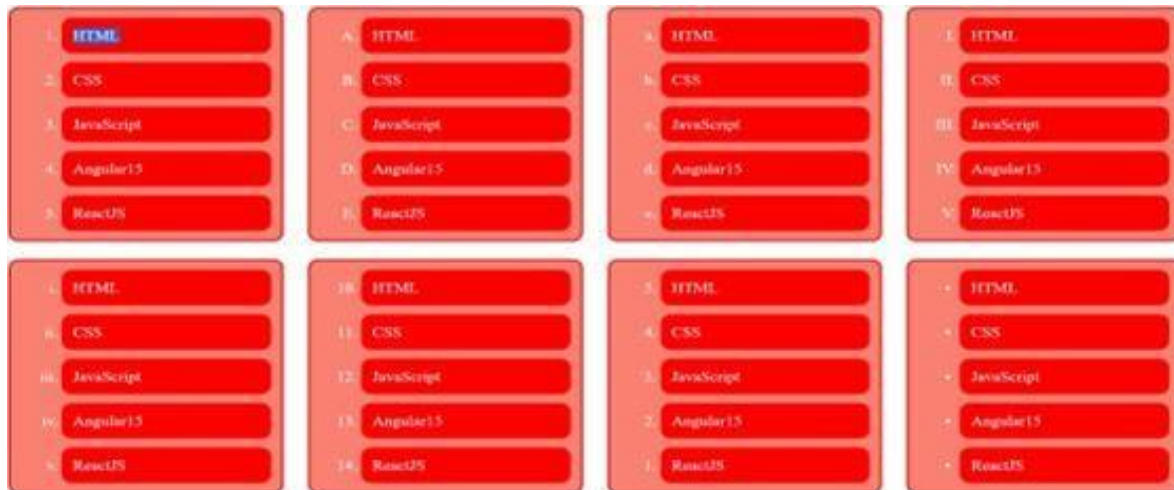 1. HTML
2. CSS
3. JavaScript
4. Angular15
5. ReactJS
A. HTML
B. CSS
C. JavaScript
D. Angular15
E. ReactJS
a. HTML
b. CSS
c. JavaScript
d. Angular15
e. ReactJS
I. HTML
II. CSS
III. JavaScript
IV. Angular15
V. ReactJS
i. HTML
ii. CSS
iii. JavaScript
iv. Angular15
v. ReactJS
10. HTML
11. CSS
12. JavaScript
13. Angular15
14. ReactJS
5. HTML
4. CSS
3. JavaScript
2. Angular15
1. ReactJS
• HTML
• CSS
• JavaScript
• Angular15
• ReactJS